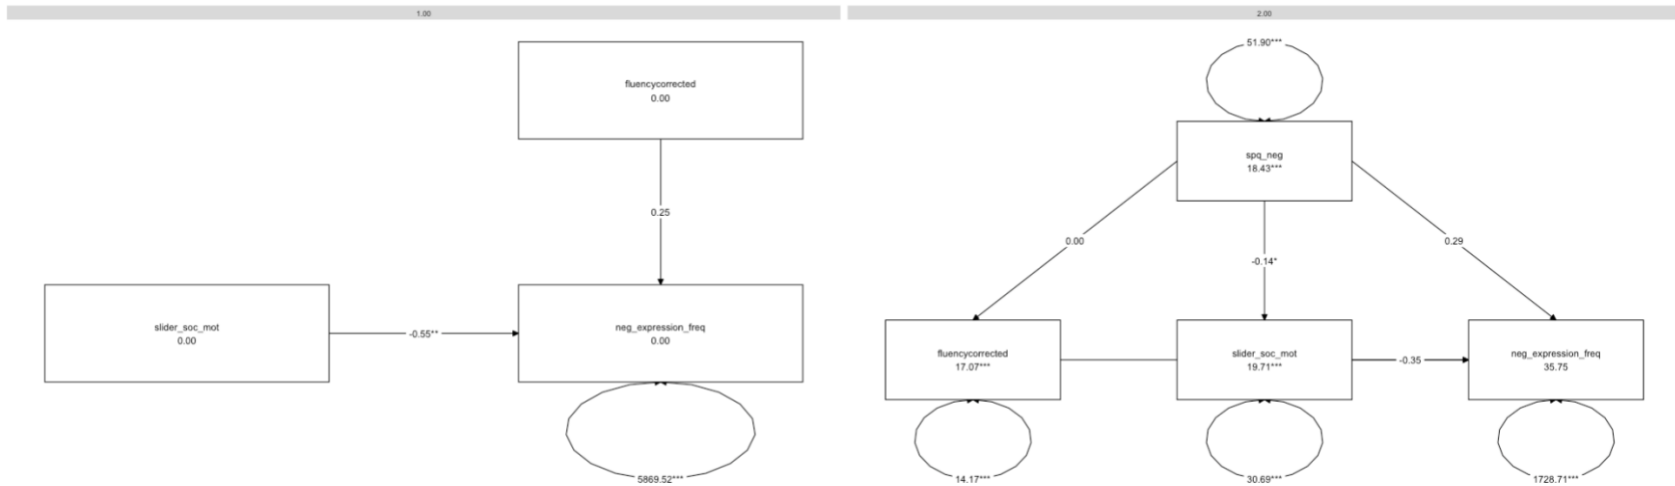 1.00
fluencycorrected
0.00
0.25
slider_soc_mot
0.00
-0.55**
neg_expression_freq
0.00
5869.52***
2.00
51.90***
spq_neg
18.43***
0.00
-0.14*
0.29
fluencycorrected
17.07***
slider_soc_mot
19.71***
-0.35
neg_expression_freq
35.75
14.17***
30.69***
1728.71***